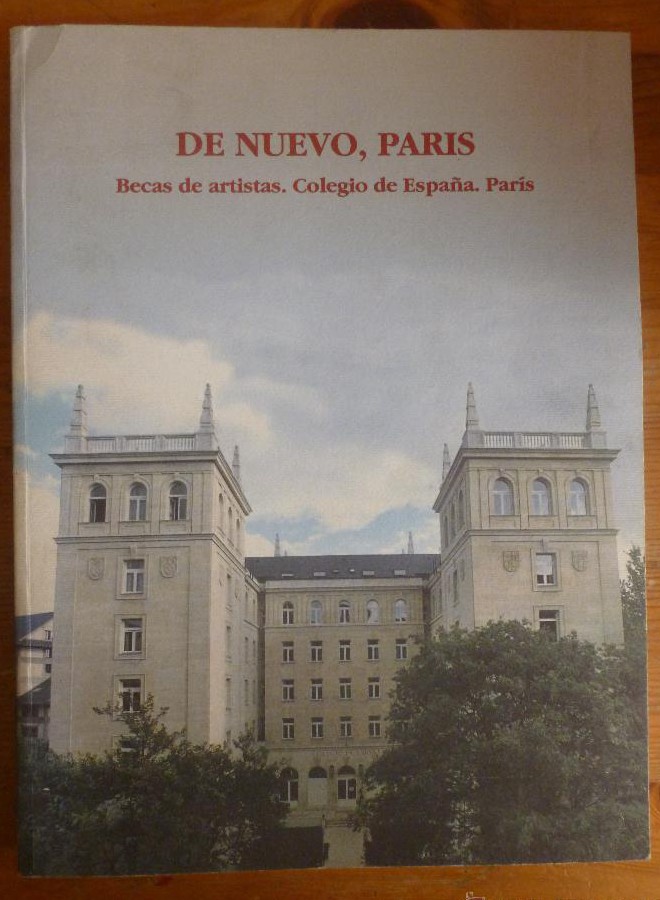 DE NUEVO, PARIS
Becas de artistas. Colegio de España. París